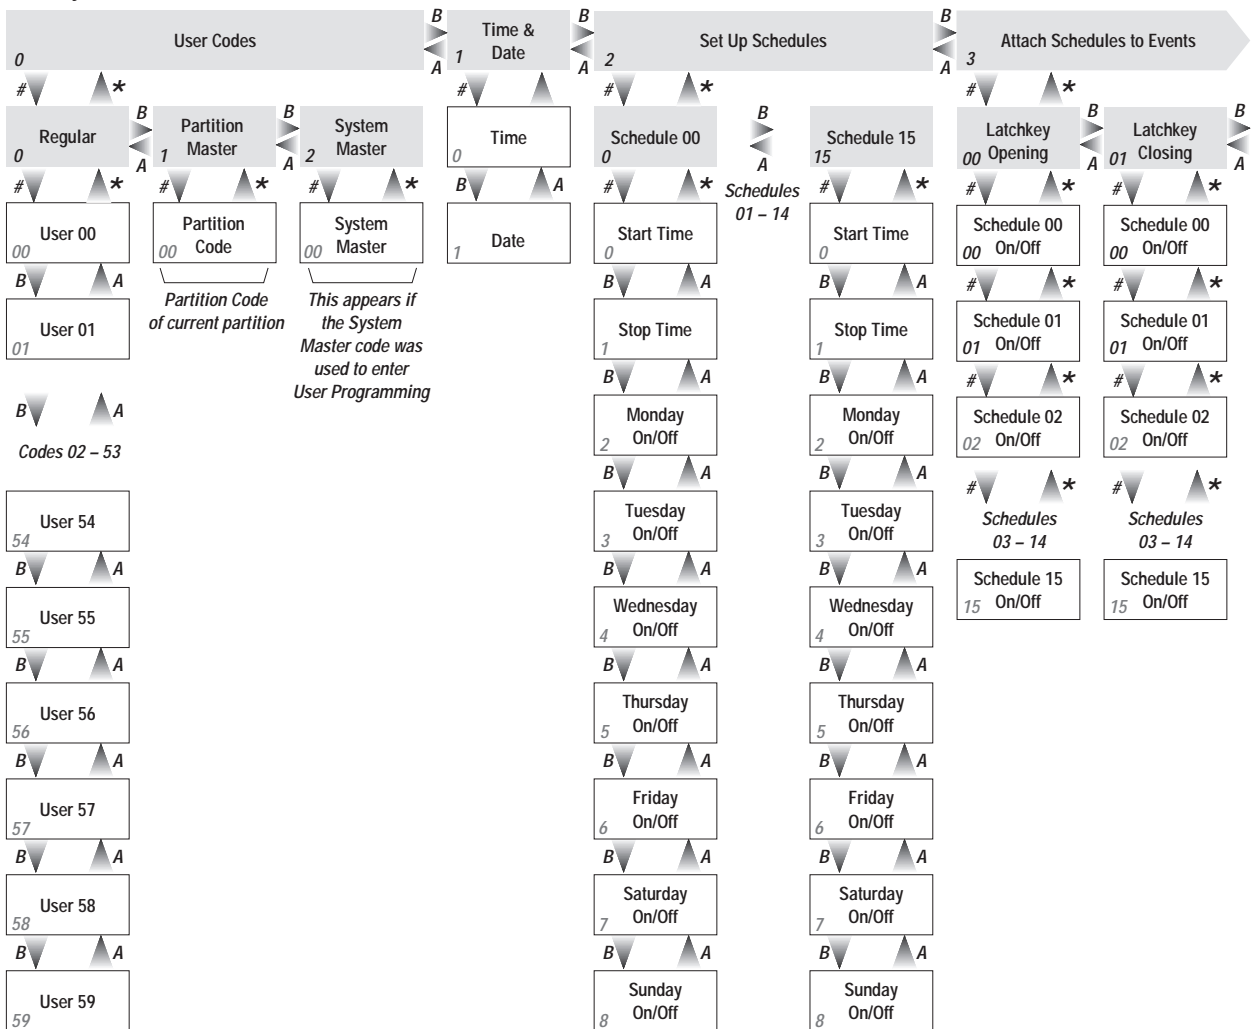 B B B
User Codes Time & Set Up Schedules Attach Schedules to Events
Date
0 A 1 A 2 A 3
# * # # * # *
B B B B B
Regular Partition System Time Schedule 00 Schedule 15 Latchkey Latchkey
Master Master Opening Closing
0 A 1 A 2 0 0 A 15 00 A 01 A
# * # * # * B A # * Schedules # * # * # *
01 – 14
User 00 Partition System Date Start Time Start Time Schedule 00 Schedule 00
Code Master On/Off On/Off
00 00 00 1 0 0 00 00
B A B A B A # * # *
Partition Code This appears if
of current partition the System
Master code was
used to enter
User Programming
User 01 Stop Time Stop Time Schedule 01 Schedule 01
On/Off On/Off
01 1 1 01 01
B A B A # * # *
B A Monday Monday Schedule 02 Schedule 02
On/Off On/Off On/Off On/Off
2 2 02 02
Codes 02 – 53
B A B A # * # *
User 54 Tuesday Tuesday Schedules Schedules
On/Off On/Off 03 – 14 03 – 14
54 3 3
B A B A B A
User 55 Wednesday Wednesday Schedule 15 Schedule 15
On/Off On/Off On/Off On/Off
55 4 4 15 15
B A B A B A
User 56 Thursday Thursday
On/Off On/Off
56 5 5
B A B A B A
User 57 Friday Friday
On/Off On/Off
57 6 6
B A B A B A
User 58 Saturday Saturday
On/Off On/Off
58 7 7
B A B A B A
User 59 Sunday Sunday
On/Off On/Off
59 8 8